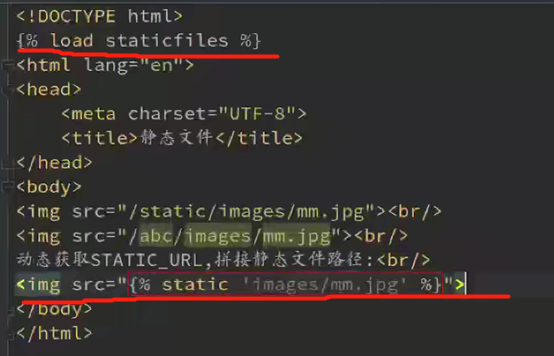 <!DOCTYPE html>
{% load staticfiles %}
<html lang="en">
<head>
    <meta charset="UTF-8">
    <title>静态文件</title>
</head>
<body>
<img src="/static/images/mm.jpg"><br/>
<img src="/abc/images/mm.jpg"><br/>
动态获取STATIC_URL,拼接静态文件路径:<br/>
<img src="{% static 'images/mm.jpg' %}">
</body>
</html>